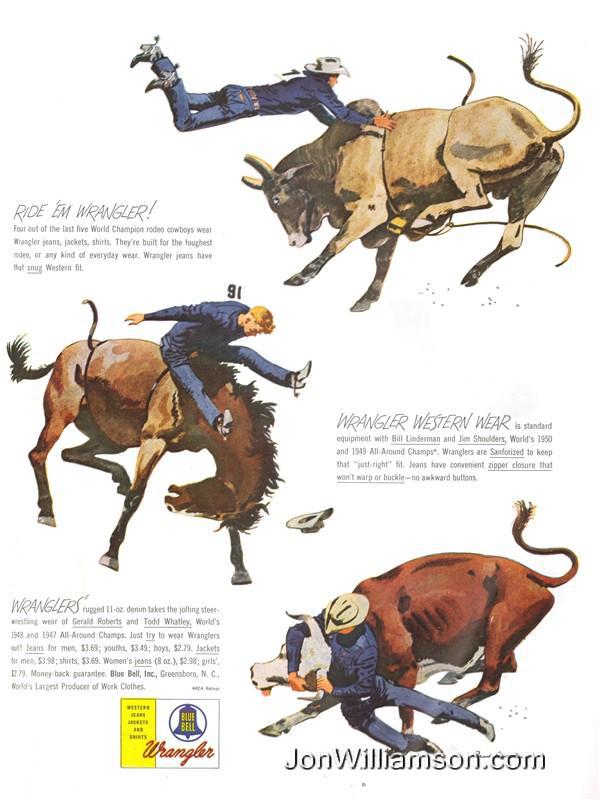 RIDE 'EM WRANGLER!
Four out of the last five World Champion rodeo cowboys wear
Wrangler jeans, jackets, shirts. They're built for the toughest
rodeo, or any kind of everyday wear. Wrangler jeans have
that snug Western fit.
91
WRANGLER WESTERN WEAR is standard
equipment with Bill Linderman and Jim Shoulders, World's 1950
and 1949 All-Around Champs*. Wranglers are Sanforized to keep
that "just-right" fit. Jeans have convenient zipper closure that
won't warp or buckle—no awkward buttons.
WRANGLERS' rugged 11-oz. denim takes the jolting steer-
wrestling wear of Gerald Roberts and Todd Whatley, World's
1948 and 1947 All-Around Champs. Just try to wear Wranglers
out! Jeans for men, $3.69; youths, $3.49; boys, $2.79. Jackets
for men, $3.98; shirts, $3.69. Women's jeans (8 oz.), $2.98; girls',
$2.79. Money-back guarantee. Blue Bell, Inc., Greensboro, N. C.,
World's Largest Producer of Work Clothes.
*RCA Ratings
WESTERN
JEANS
JACKETS
AND
SHIRTS
BLUE
BELL
Wrangler
JonWilliamson.com